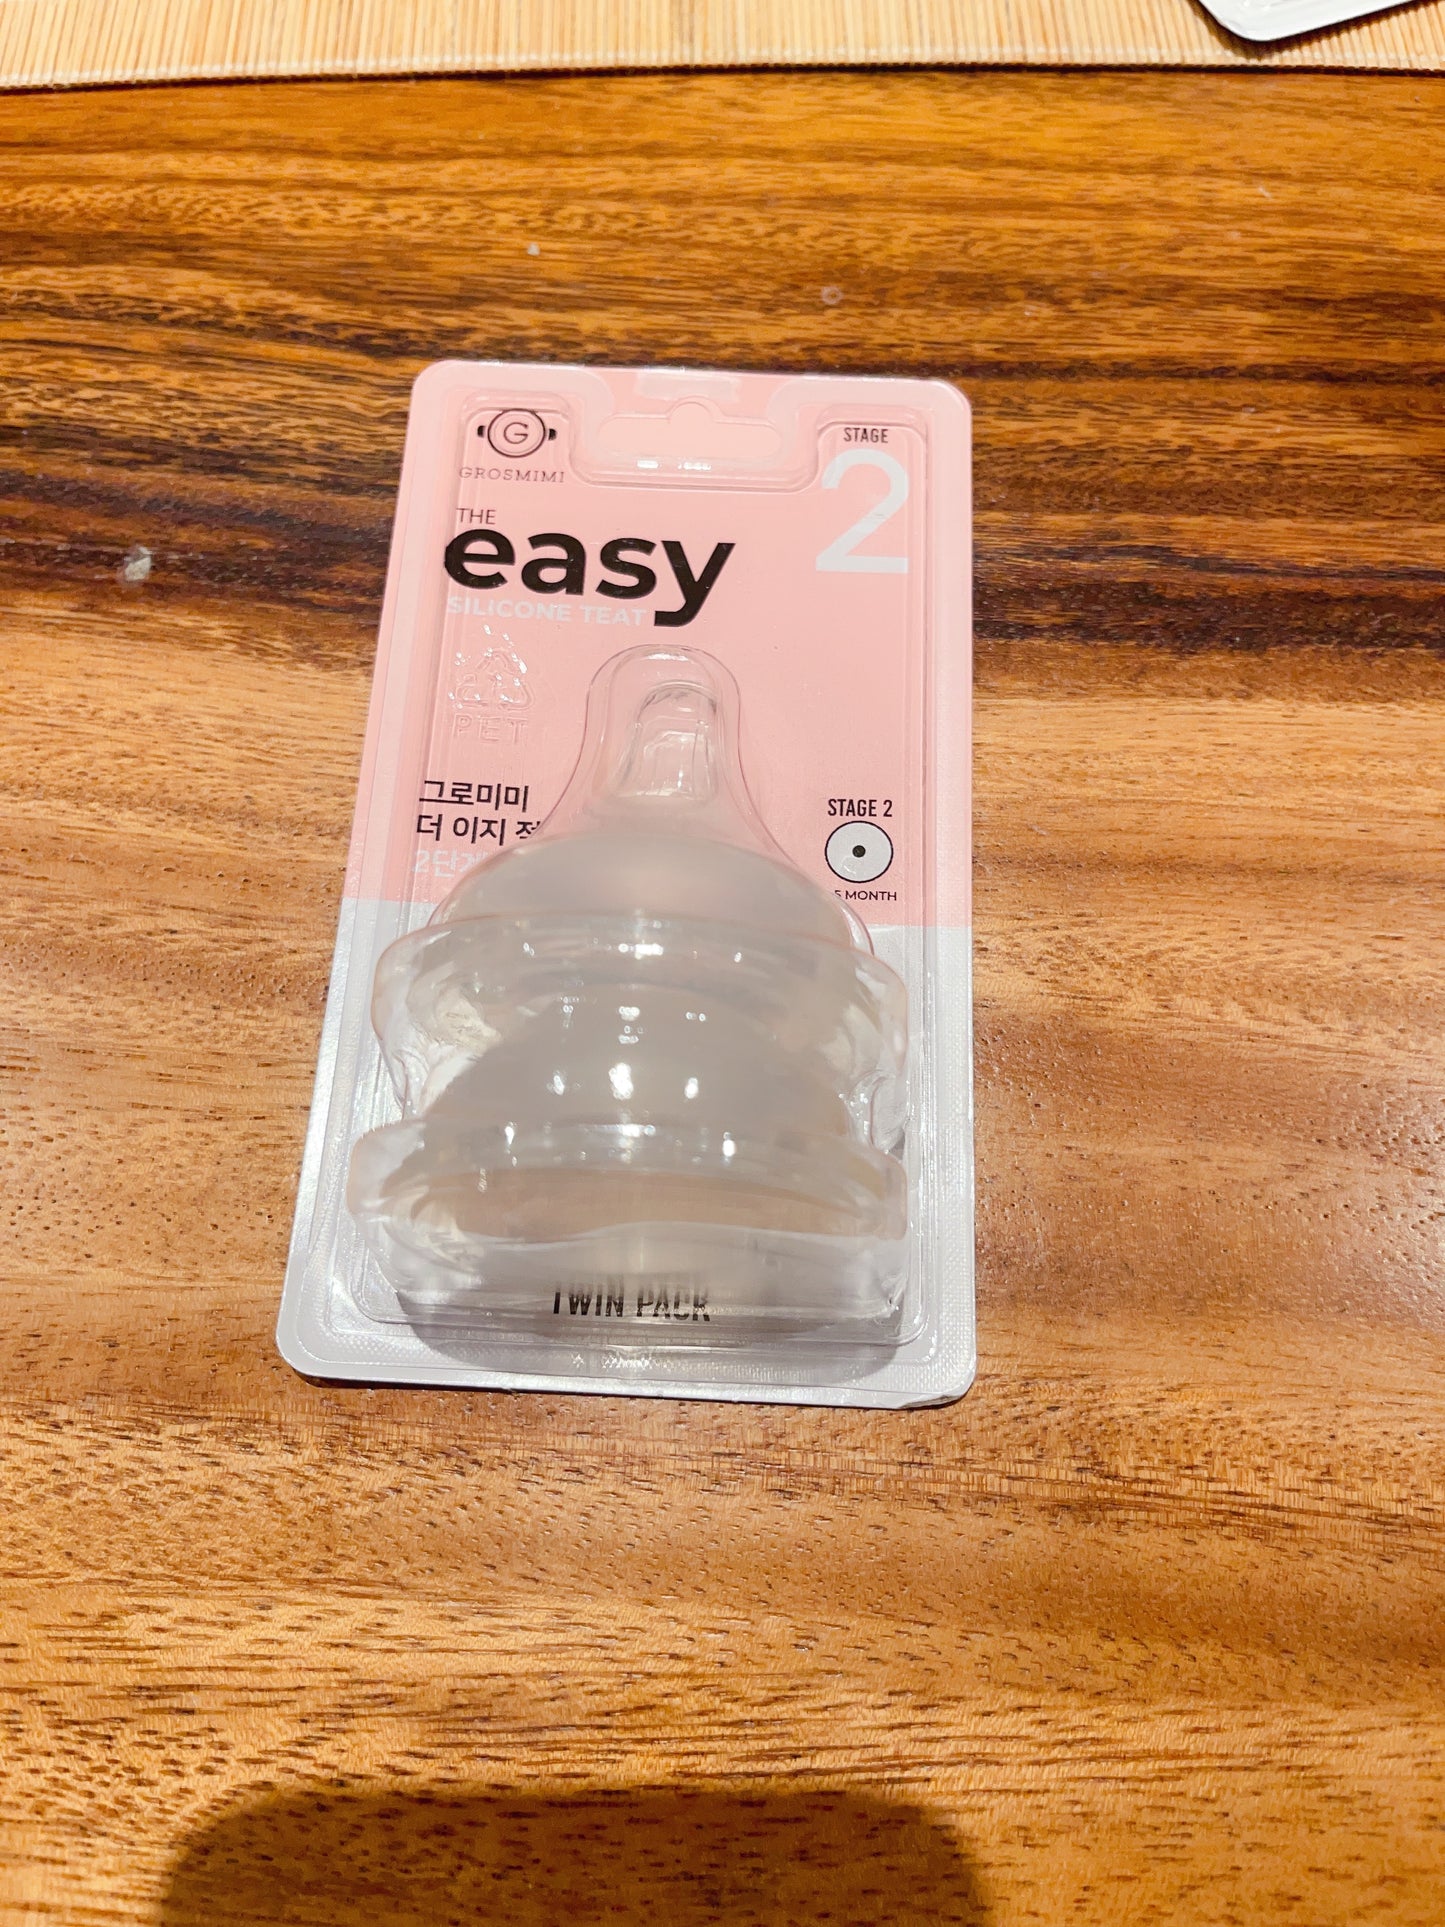 G
GROSMIMI
STAGE
2
THE
easy
SILICONE TEAT
PET
그로미미
더 이지
STAGE 2
5 MONTH
TWIN PACK